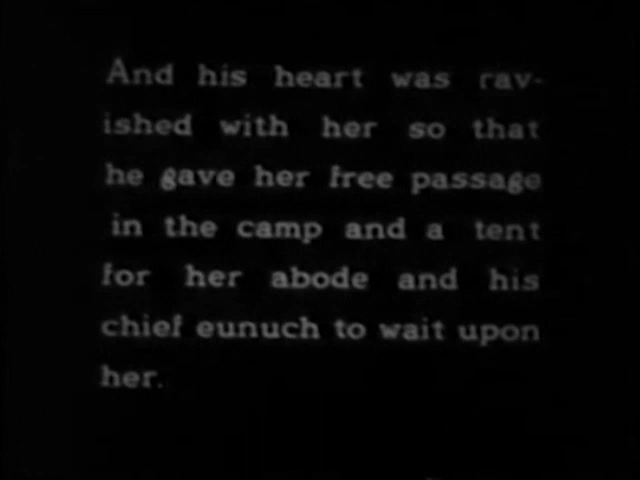 And his heart was rav-
ished with her so that
he gave her free passage
in the camp and a tent
for her abode and his
chief eunuch to wait upon
her.